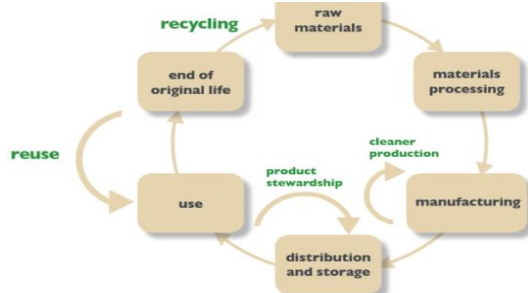 recycling
raw
materials
end of
original life
materials
processing
reuse
cleaner
production
product
stewardship
use
manufacturing
distribution
and storage